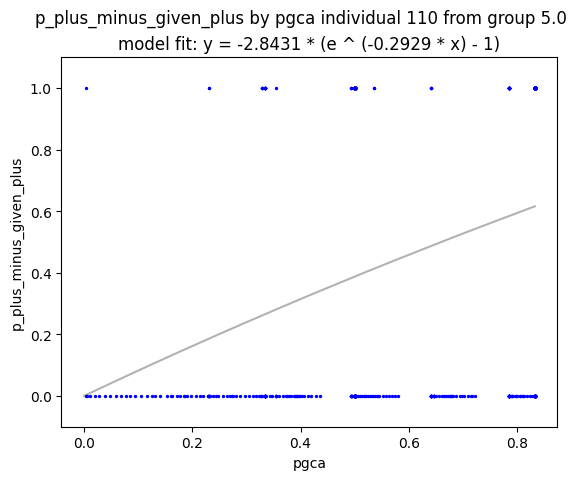 p_plus_minus_given_plus by pgca individual 110 from group 5.0
model fit: y = -2.8431 * (e ^ (-0.2929 * x) - 1)
1.0
0.8
0.6
0.4
0.2
0.0
p_plus_minus_given_plus
0.0 0.2 0.4 0.6 0.8
pgca